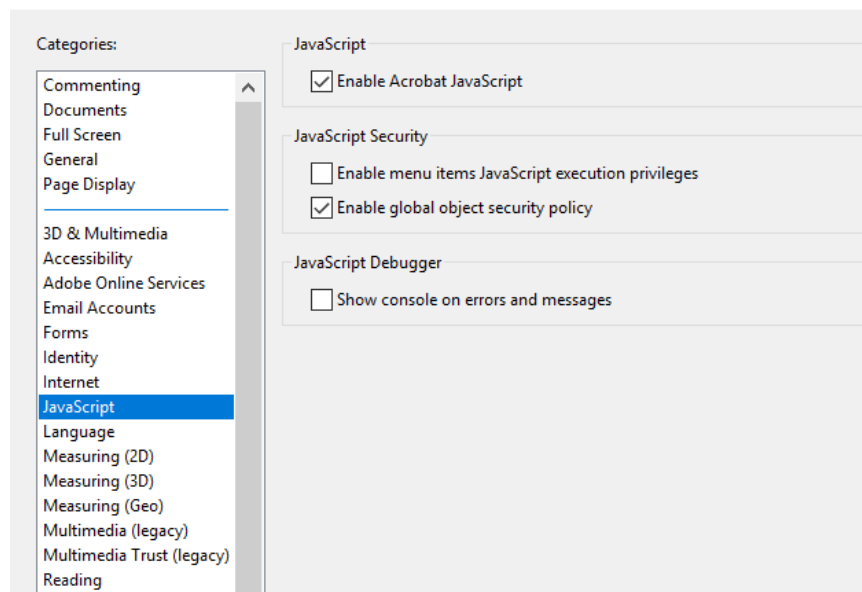 Categories:
Commenting
Documents
Full Screen
General
Page Display
3D & Multimedia
Accessibility
Adobe Online Services
Email Accounts
Forms
Identity
Internet
JavaScript
Language
Measuring (2D)
Measuring (3D)
Measuring (Geo)
Multimedia (legacy)
Multimedia Trust (legacy)
Reading
JavaScript
Enable Acrobat JavaScript
JavaScript Security
Enable menu items JavaScript execution privileges
Enable global object security policy
JavaScript Debugger
Show console on errors and messages